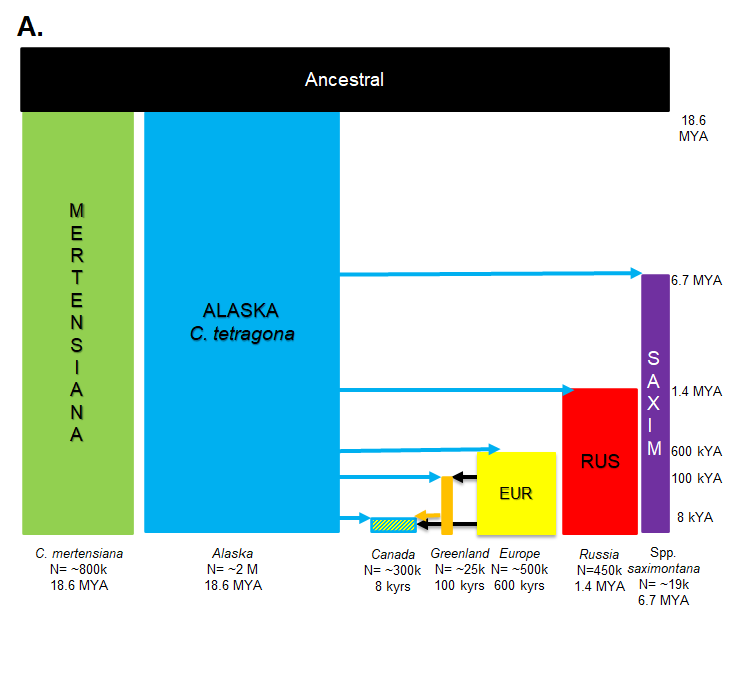 A.
Ancestral
18.6
MYA
M
E
R
T
E
N
S
I
A
N
A
ALASKA
C. tetragona
6.7 MYA
S
A
X
I
M
1.4 MYA
RUS
600 kYA
100 kYA
EUR
8 kYA
C. mertensiana
N= ~800k
18.6 MYA
Alaska
N= ~2 M
18.6 MYA
Canada
N= ~300k
8 kyrs
Greenland
N= ~25k
100 kyrs
Europe
N= ~500k
600 kyrs
Russia
N=450k
1.4 MYA
Spp.
saximontana
N= ~19k
6.7 MYA